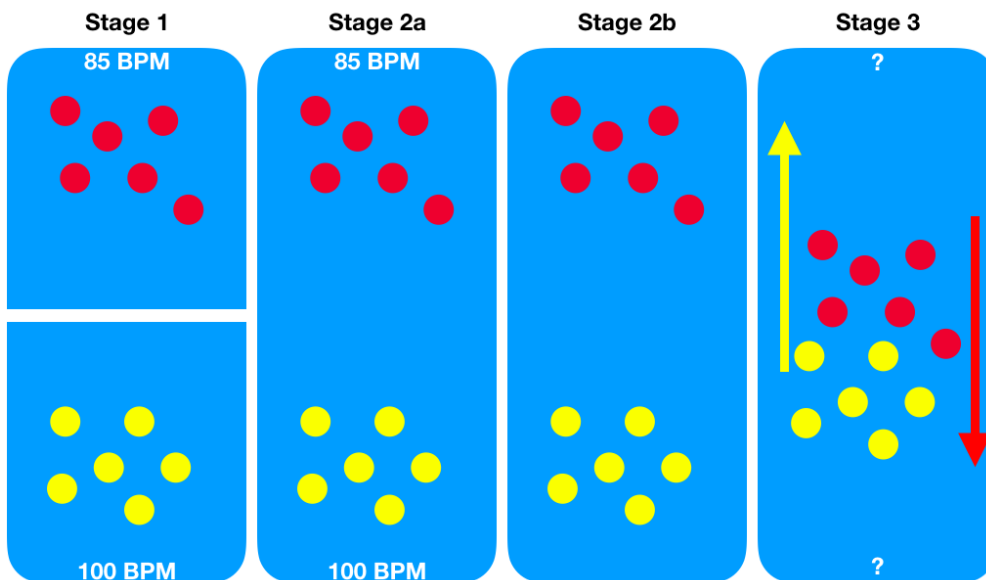 Stage 1
Stage 2a
Stage 2b
Stage 3
85 BPM
85 BPM
?
100 BPM
100 BPM
?